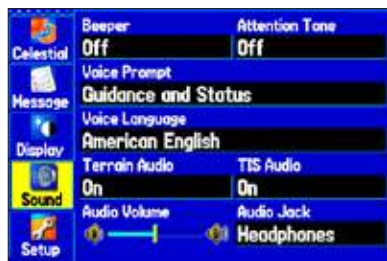 Celestial
Message
Display
Sound
Setup
Beeper Attention Tone
Off Off
Voice Prompt
Guidance and Status
Voice Language
American English
Terrain Audio TIS Audio
On On
Audio Volume Audio Jack
Headphones